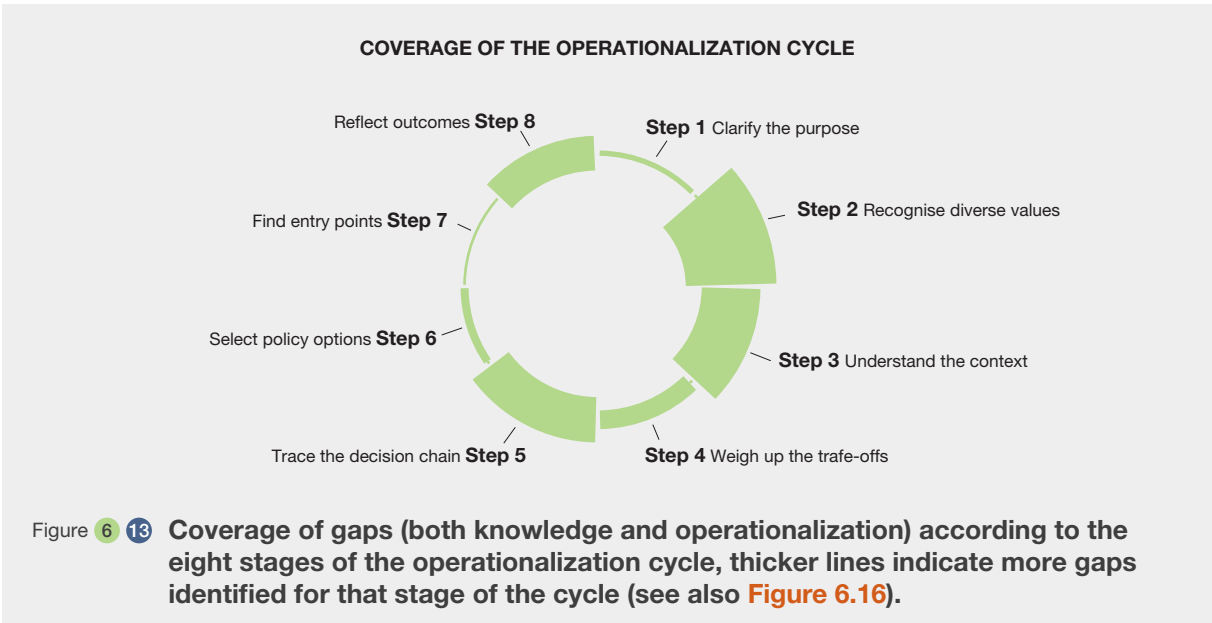 COVERAGE OF THE OPERATIONALIZATION CYCLE
Reflect outcomes Step 8
Step 1 Clarify the purpose
Find entry points Step 7
Step 2 Recognise diverse values
Select policy options Step 6
Step 3 Understand the context
Trace the decision chain Step 5
Step 4 Weigh up the trafe-offs
Figure 6 13 Coverage of gaps (both knowledge and operationalization) according to the
eight stages of the operationalization cycle, thicker lines indicate more gaps
identified for that stage of the cycle (see also Figure 6.16).